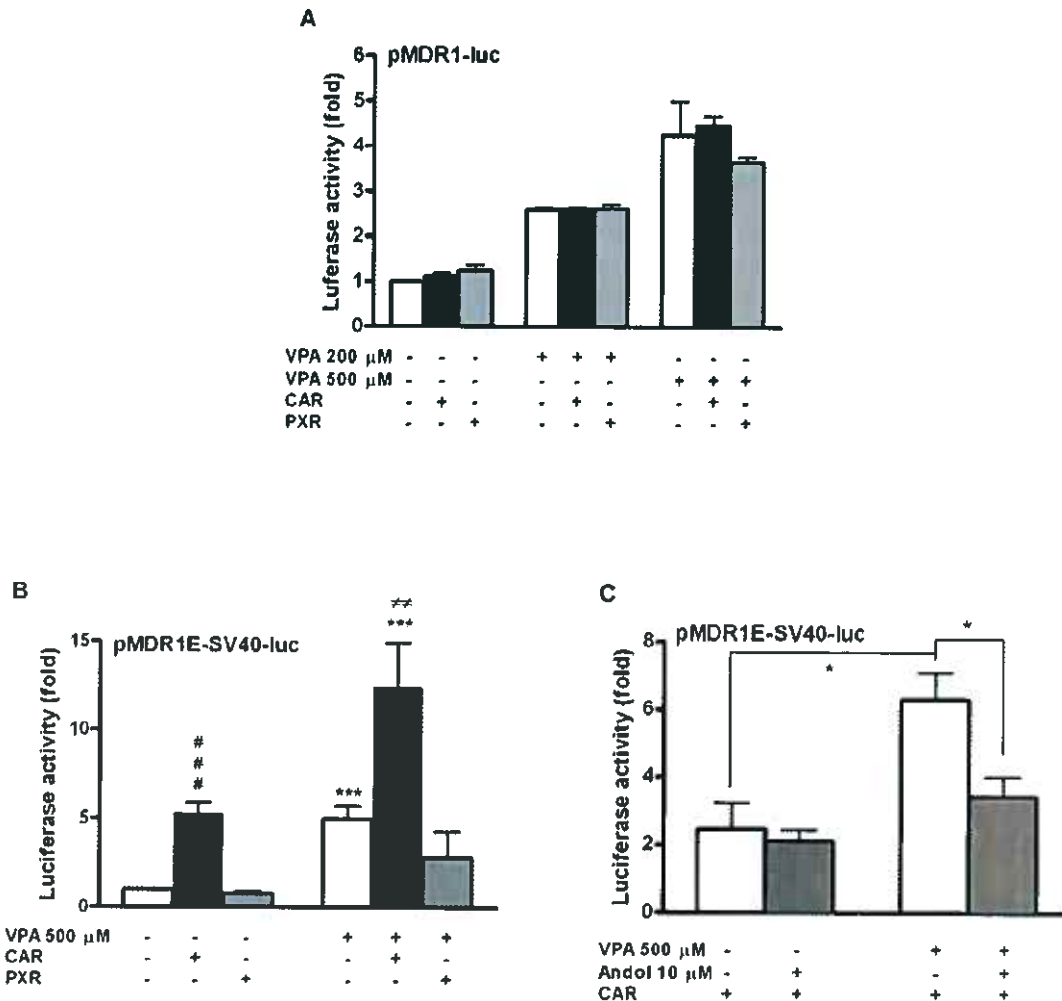 A
pMDR1-luc
Luferase activity (fold)
6
5
4
3
2
1
0
VPA 200 μM - - - + + + - - -
VPA 500 μM - - - - - - + + +
CAR - + - - + - - + -
PXR - - + - - + - - +
B
pMDR1E-SV40-luc
Luciferase activity (fold)
15
10
5
0
#
#
#
***
≠≠
***
VPA 500 μM - - - + + +
CAR - + - - + -
PXR - - + - - +
C
pMDR1E-SV40-luc
Luciferase activity (fold)
8
6
4
2
0
*
*
VPA 500 μM - - + +
Andol 10 μM - + - +
CAR + + + +